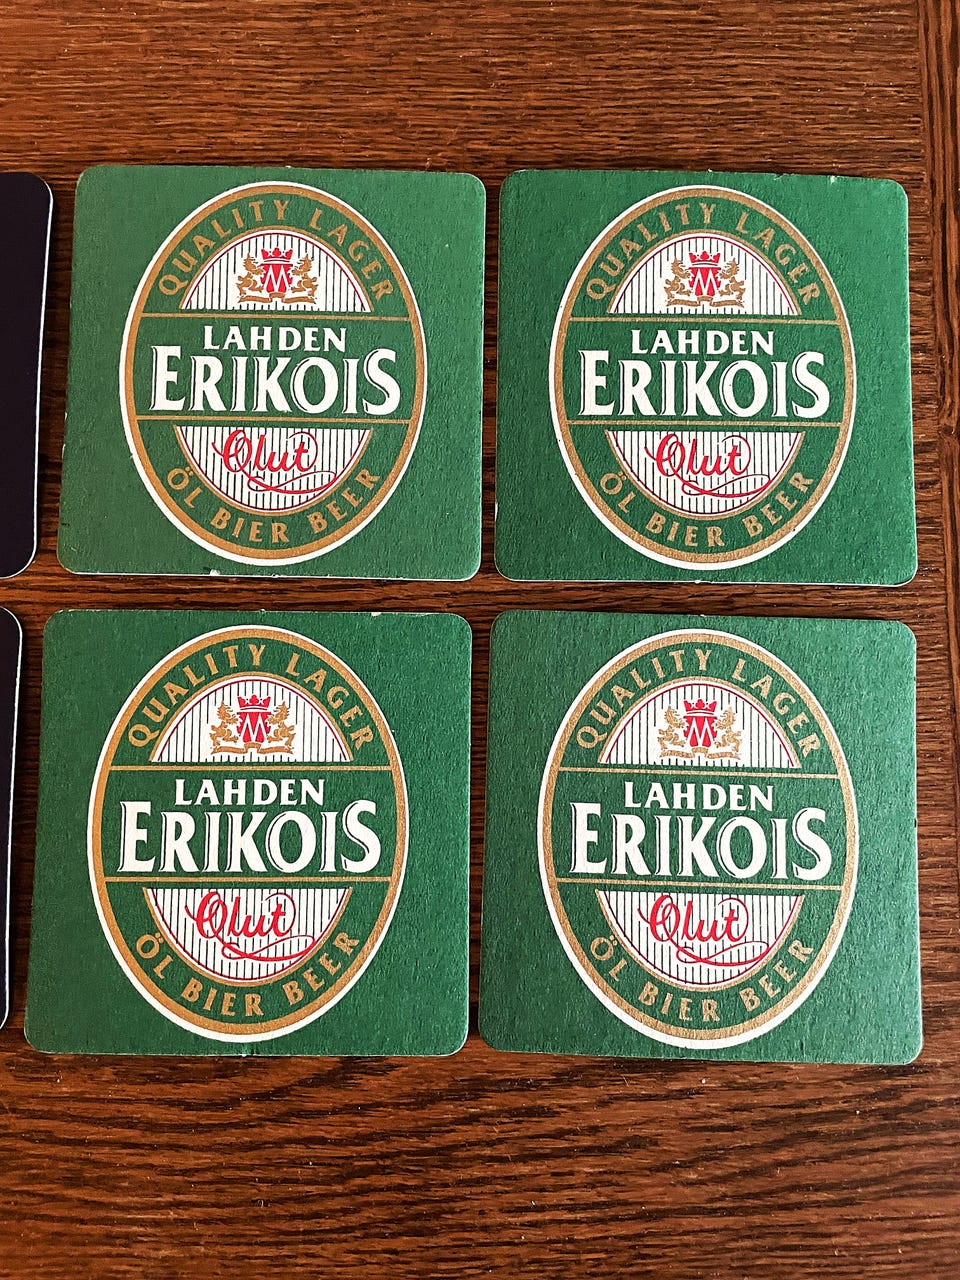 QUALITY LAGER
M
LAHDEN
ERIKOIS
Olut
ÖL BIER BEER
QUALITY LAGER
M
LAHDEN
ERIKOIS
Olut
ÖL BIER BEER
QUALITY LAGER
M
LAHDEN
ERIKOIS
Olut
ÖL BIER BEER
QUALITY LAGER
M
LAHDEN
ERIKOIS
Olut
ÖL BIER BEER